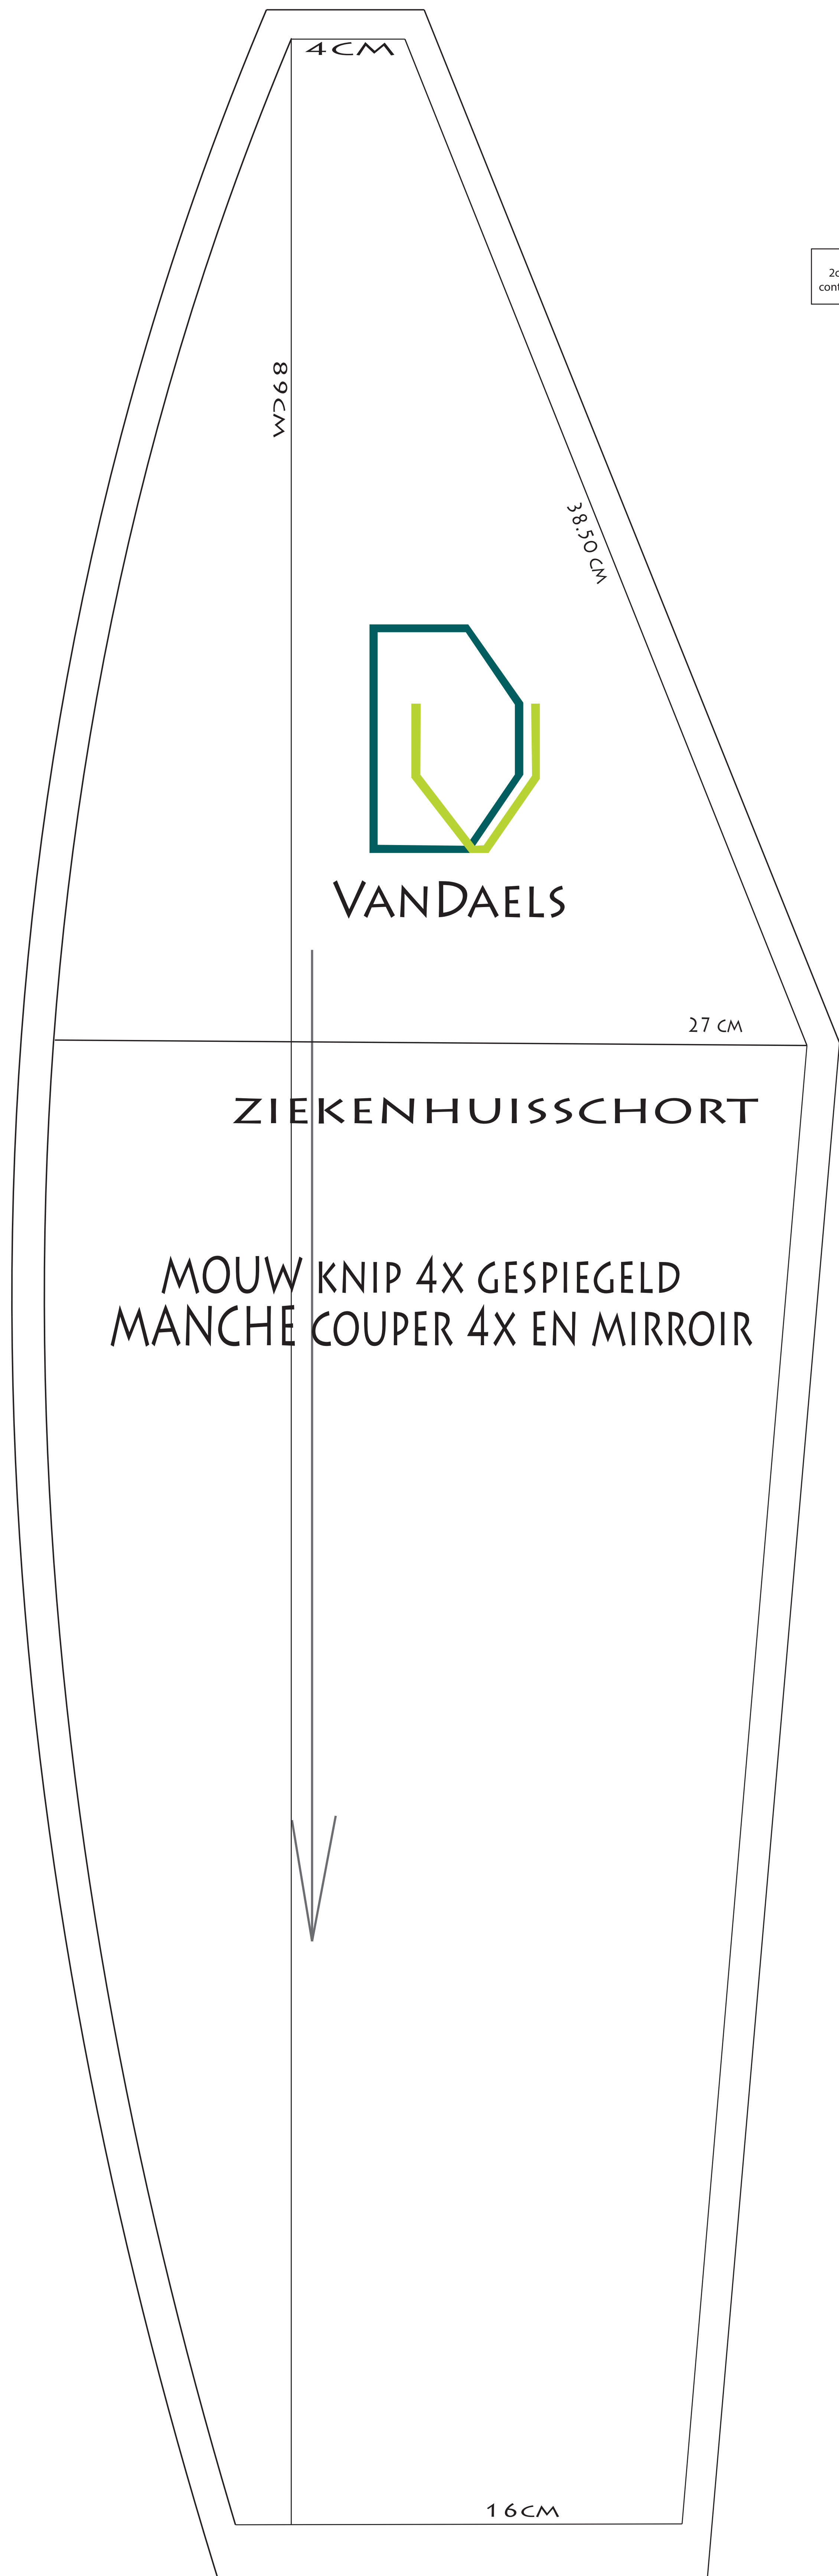 4CM
89CM
38.50 CM
VANDAELS
27 CM
ZIEKENHUISSCHORT
MOUW KNIP 4X GESPIEGELD
MANCHE COUPER 4X EN MIRROIR
16CM